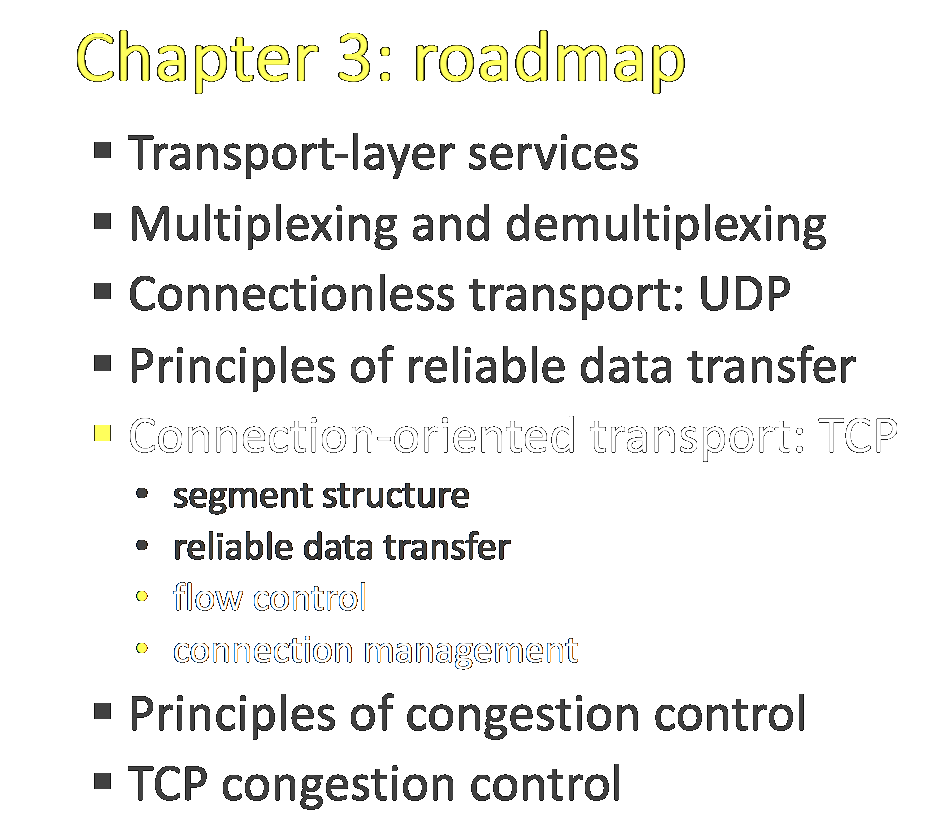 Chapter 3: roadmap
▪ Transport-layer services
▪ Multiplexing and demultiplexing
▪ Connectionless transport: UDP
▪ Principles of reliable data transfer
▪ Connection-oriented transport: TCP
• segment structure
• reliable data transfer
• flow control
• connection management
▪ Principles of congestion control
▪ TCP congestion control